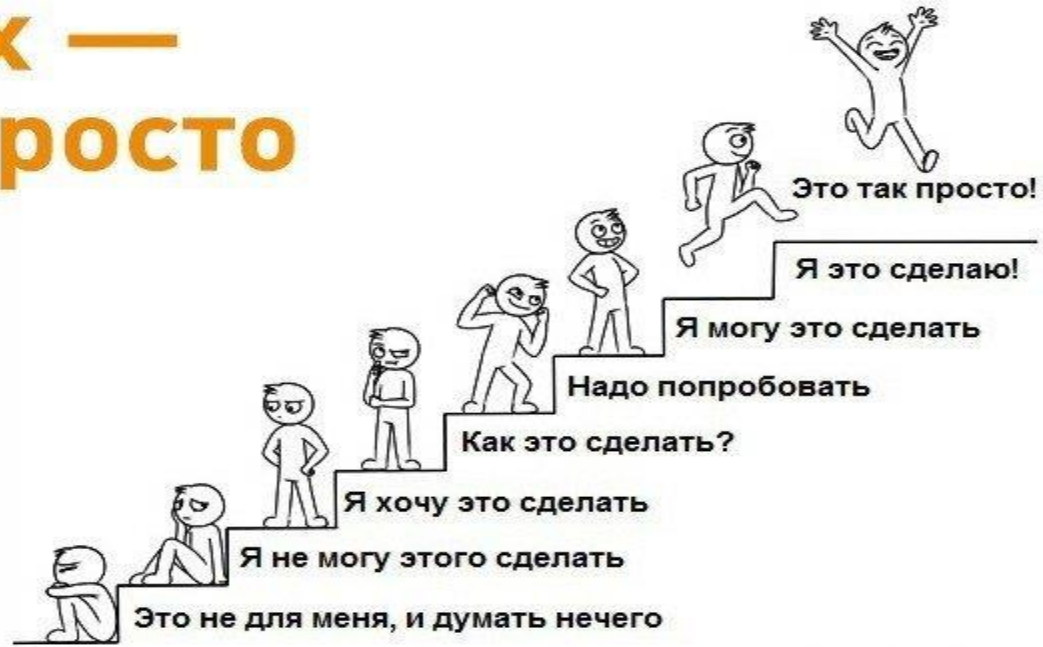 х —
росто
Это так просто!
Я это сделаю!
Я могу это сделать
Надо попробовать
Как это сделать?
Я хочу это сделать
Я не могу этого сделать
Это не для меня, и думать нечего